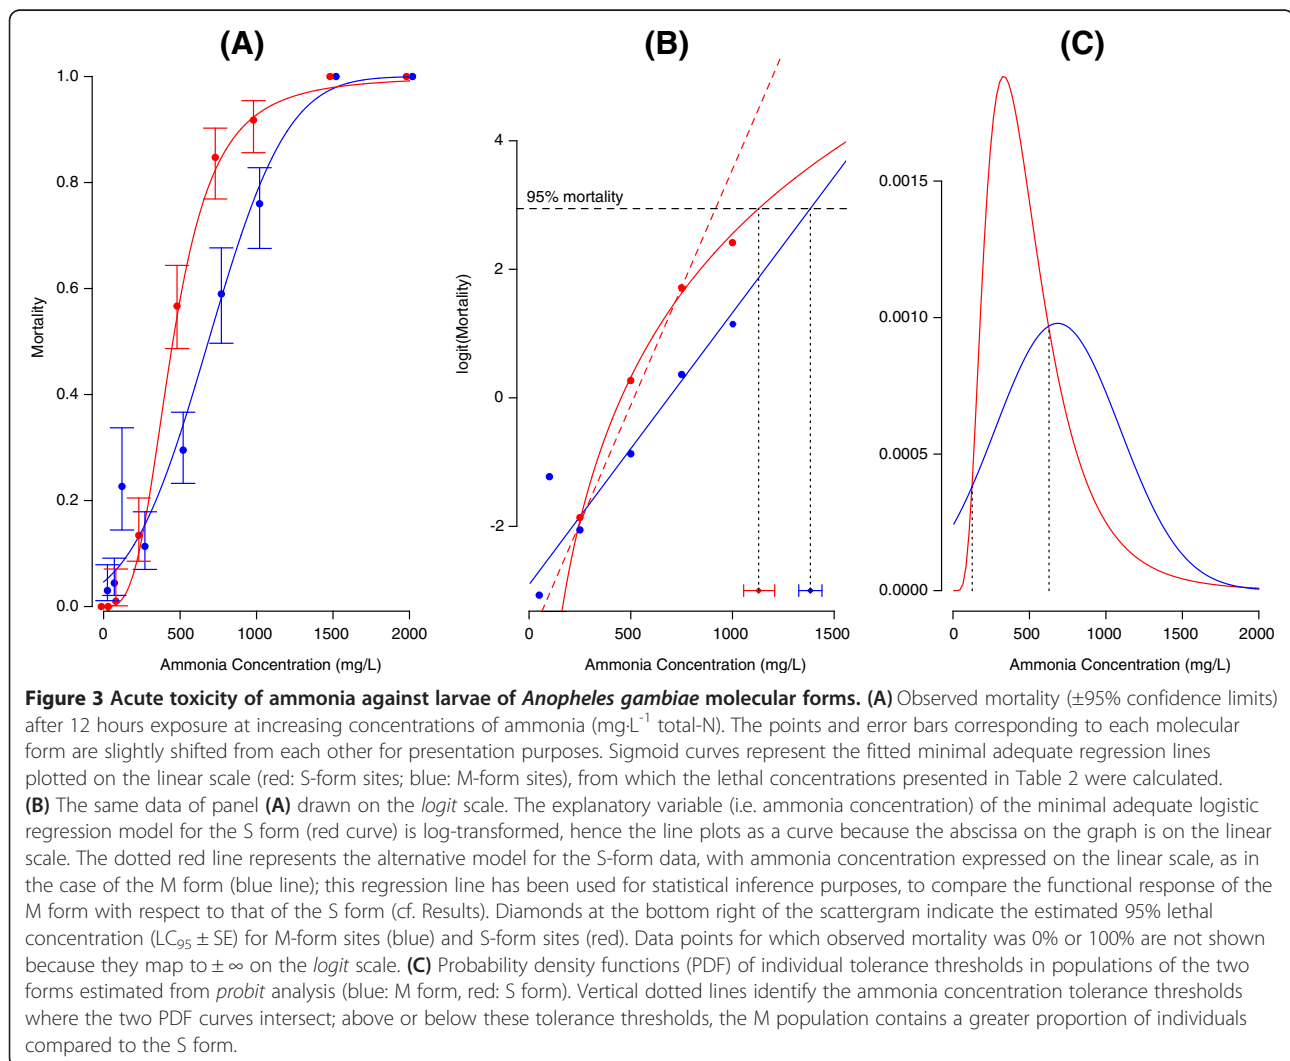 (A)
(B)
(C)
1.0
0.8
0.6
0.4
0.2
0.0
Mortality
0
500
1000
1500
2000
Ammonia Concentration (mg/L)
4
2
0
-2
logit(Mortality)
95% mortality
0
500
1000
1500
Ammonia Concentration (mg/L)
0.0015
0.0010
0.0005
0.0000
0
500
1000
1500
2000
Ammonia Concentration (mg/L)
Figure 3 Acute toxicity of ammonia against larvae of Anopheles gambiae molecular forms. (A) Observed mortality (±95% confidence limits)
after 12 hours exposure at increasing concentrations of ammonia (mg·L⁻¹ total-N). The points and error bars corresponding to each molecular
form are slightly shifted from each other for presentation purposes. Sigmoid curves represent the fitted minimal adequate regression lines
plotted on the linear scale (red: S-form sites; blue: M-form sites), from which the lethal concentrations presented in Table 2 were calculated.
(B) The same data of panel (A) drawn on the logit scale. The explanatory variable (i.e. ammonia concentration) of the minimal adequate logistic
regression model for the S form (red curve) is log-transformed, hence the line plots as a curve because the abscissa on the graph is on the linear
scale. The dotted red line represents the alternative model for the S-form data, with ammonia concentration expressed on the linear scale, as in
the case of the M form (blue line); this regression line has been used for statistical inference purposes, to compare the functional response of the
M form with respect to that of the S form (cf. Results). Diamonds at the bottom right of the scattergram indicate the estimated 95% lethal
concentration (LC₉₅ ± SE) for M-form sites (blue) and S-form sites (red). Data points for which observed mortality was 0% or 100% are not shown
because they map to ± ∞ on the logit scale. (C) Probability density functions (PDF) of individual tolerance thresholds in populations of the two
forms estimated from probit analysis (blue: M form, red: S form). Vertical dotted lines identify the ammonia concentration tolerance thresholds
where the two PDF curves intersect; above or below these tolerance thresholds, the M population contains a greater proportion of individuals
compared to the S form.